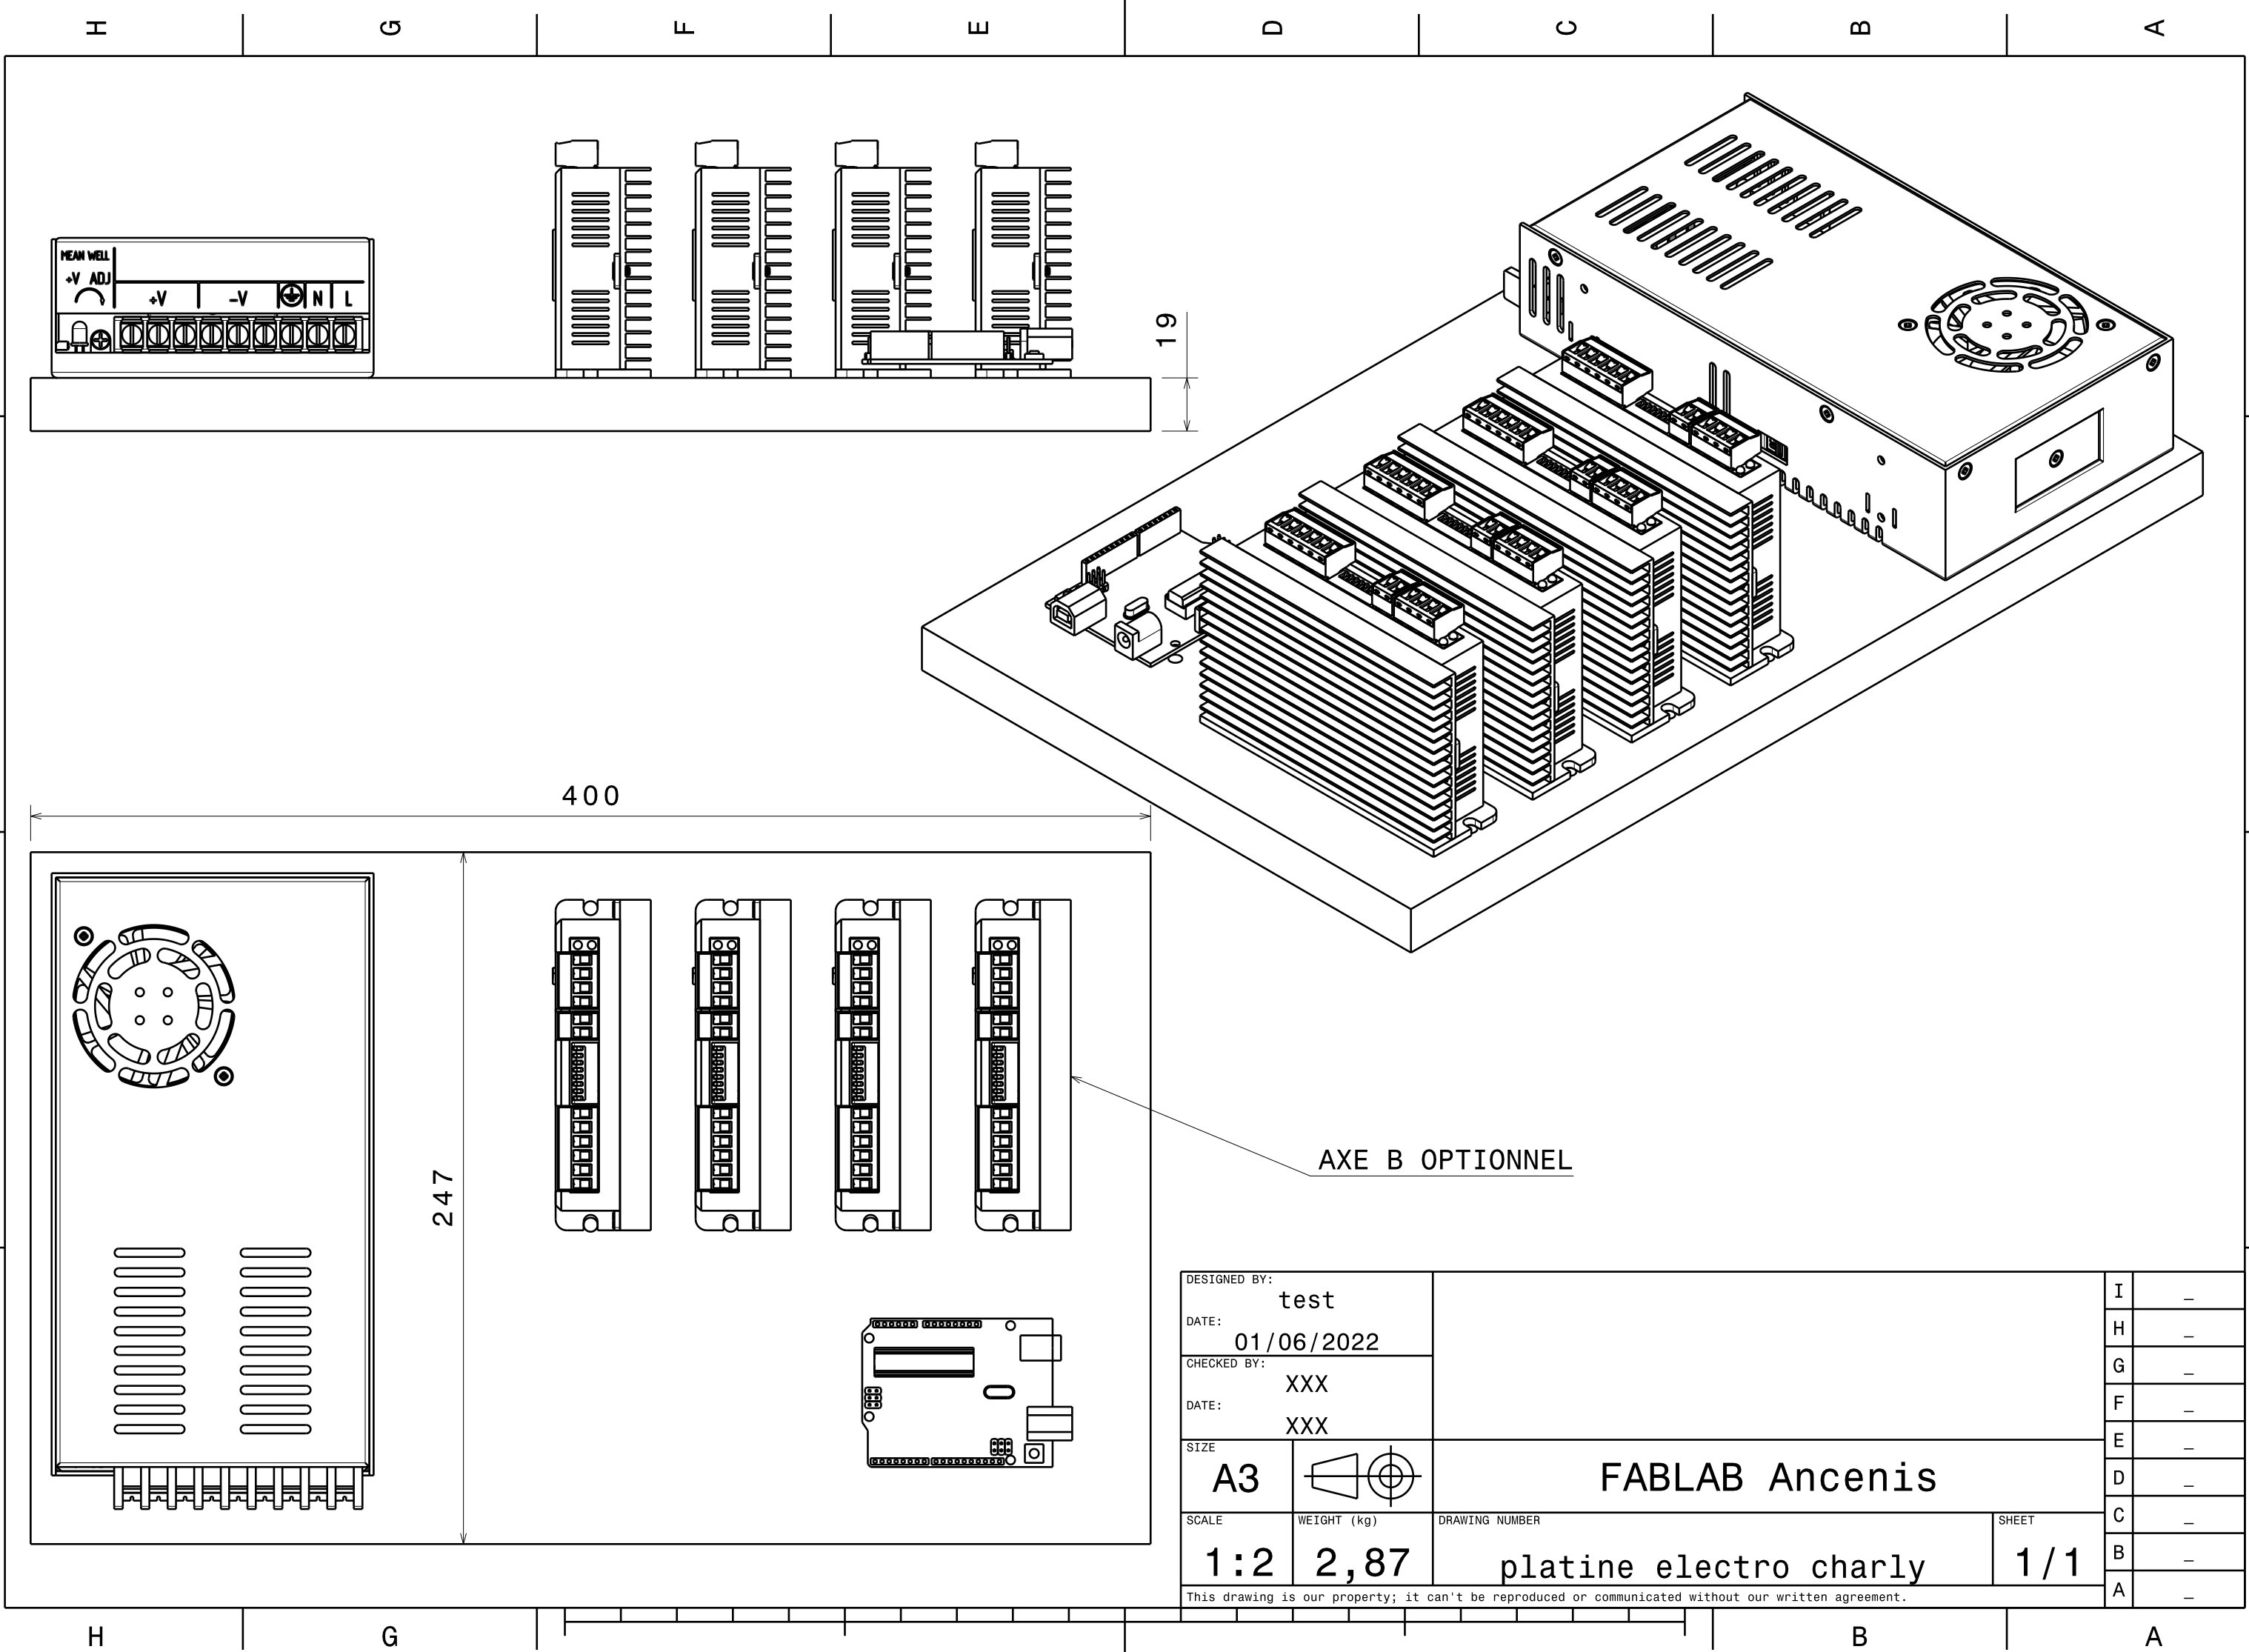 H G F E D C B A
MEAN WELL
+V ADJ
+V -V N L
19
400
247
AXE B OPTIONNEL
DESIGNED BY:
test
DATE:
01/06/2022
CHECKED BY:
XXX
DATE:
XXX
SIZE
A3
FABLAB Ancenis
SCALE
1:2
WEIGHT (kg)
2,87
DRAWING NUMBER
platine electro charly
SHEET
1/1
This drawing is our property; it can't be reproduced or communicated without our written agreement.
I _
H _
G _
F _
E _
D _
C _
B _
A _
H G B A